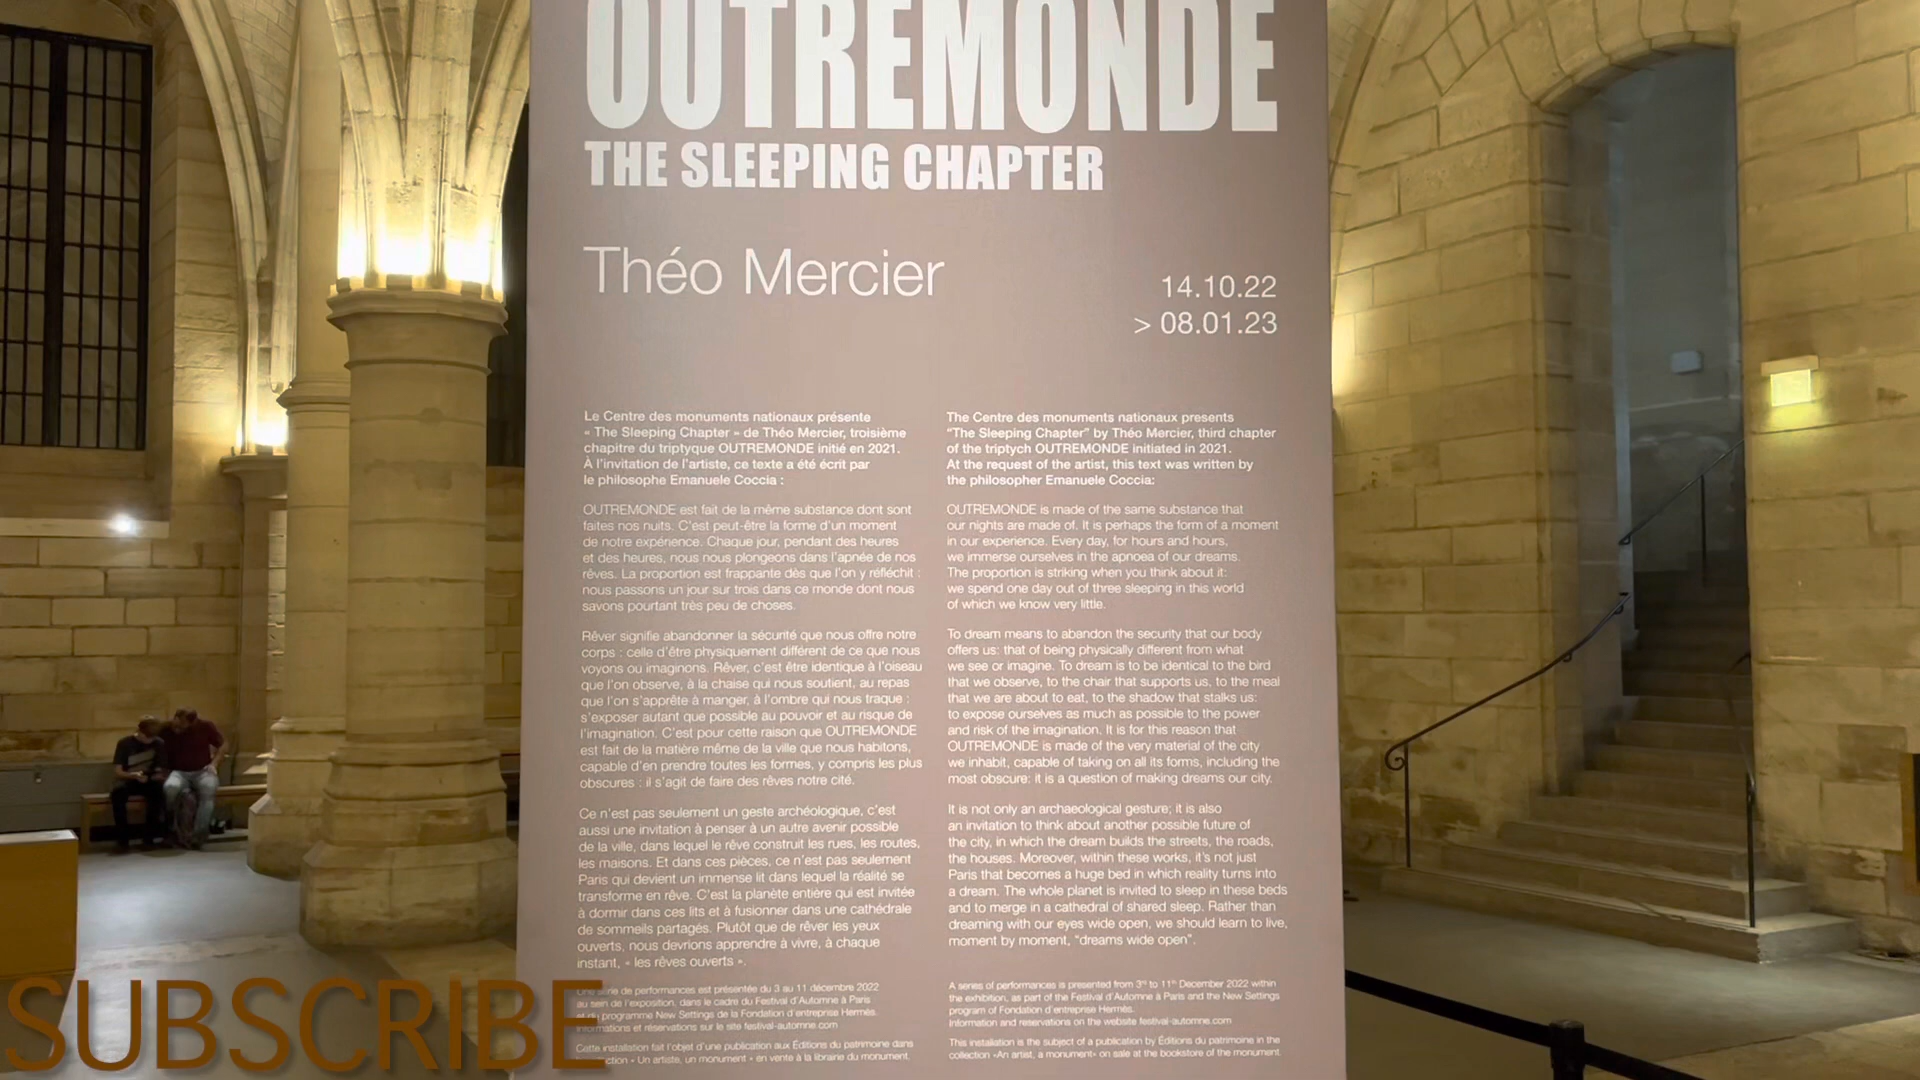 OUTREMONDE
THE SLEEPING CHAPTER
Théo Mercier
14.10.22
> 08.01.23
Le Centre des monuments nationaux présente
« The Sleeping Chapter » de Théo Mercier, troisième
chapitre du triptyque OUTREMONDE initié en 2021.
À l'invitation de l'artiste, ce texte a été écrit par
le philosophe Emanuele Coccia :
OUTREMONDE est fait de la même substance dont sont
faites nos nuits. C'est peut-être la forme d'un moment
de notre expérience. Chaque jour, pendant des heures
et des heures, nous nous plongeons dans l'apnée de nos
rêves. La proportion est frappante dès que l'on y réfléchit :
nous passons un jour sur trois dans ce monde dont nous
savons pourtant très peu de choses.
Rêver signifie abandonner la sécurité que nous offre notre
corps : celle d'être physiquement différent de ce que nous
voyons ou imaginons. Rêver, c'est être identique à l'oiseau
que l'on observe, à la chaise qui nous soutient, au repas
que l'on s'apprête à manger, à l'ombre qui nous traque :
s'exposer autant que possible au pouvoir et au risque de
l'imagination. C'est pour cette raison que OUTREMONDE
est fait de la matière même de la ville que nous habitons,
capable d'en prendre toutes les formes, y compris les plus
obscures : il s'agit de faire des rêves notre cité.
Ce n'est pas seulement un geste archéologique, c'est
aussi une invitation à penser à un autre avenir possible
de la ville, dans lequel le rêve construit les rues, les routes,
les maisons. Et dans ces pièces, ce n'est pas seulement
Paris qui devient un immense lit dans lequel la réalité se
transforme en rêve. C'est la planète entière qui est invitée
à dormir dans ces lits et à fusionner dans une cathédrale
de sommeils partagés. Plutôt que de rêver les yeux
ouverts, nous devrions apprendre à vivre, à chaque
instant, « les rêves ouverts ».
Une série de performances est présentée du 3 au 11 décembre 2022
au sein de l'exposition, dans le cadre du Festival d'Automne à Paris
et du programme New Settings de la Fondation d'entreprise Hermès.
Informations et réservations sur le site festival-automne.com
Cette installation fait l'objet d'une publication aux Éditions du patrimoine dans
« Un artiste, un monument » en vente à la librairie du monument.
The Centre des monuments nationaux presents
"The Sleeping Chapter" by Théo Mercier, third chapter
of the triptych OUTREMONDE initiated in 2021.
At the request of the artist, this text was written by
the philosopher Emanuele Coccia:
OUTREMONDE is made of the same substance that
our nights are made of. It is perhaps the form of a moment
in our experience. Every day, for hours and hours,
we immerse ourselves in the apnoea of our dreams.
The proportion is striking when you think about it:
we spend one day out of three sleeping in this world
of which we know very little.
To dream means to abandon the security that our body
offers us: that of being physically different from what
we see or imagine. To dream is to be identical to the bird
that we observe, to the chair that supports us, to the meal
that we are about to eat, to the shadow that stalks us:
to expose ourselves as much as possible to the power
and risk of the imagination. It is for this reason that
OUTREMONDE is made of the very material of the city
we inhabit, capable of taking on all its forms, including the
most obscure: it is a question of making dreams our city.
It is not only an archaeological gesture; it is also
an invitation to think about another possible future of
the city, in which the dream builds the streets, the roads,
the houses. Moreover, within these works, it's not just
Paris that becomes a huge bed in which reality turns into
a dream. The whole planet is invited to sleep in these beds
and to merge in a cathedral of shared sleep. Rather than
dreaming with our eyes wide open, we should learn to live,
moment by moment, "dreams wide open".
A series of performances is presented from 3rd to 11th December 2022 within
the exhibition, as part of the Festival d'Automne à Paris and the New Settings
program of Fondation d'entreprise Hermès.
Information and reservations on the website festival-automne.com
This installation is the subject of a publication by Éditions du patrimoine in the
collection «An artist, a monument» on sale at the bookstore of the monument.
SUBSCRIBE